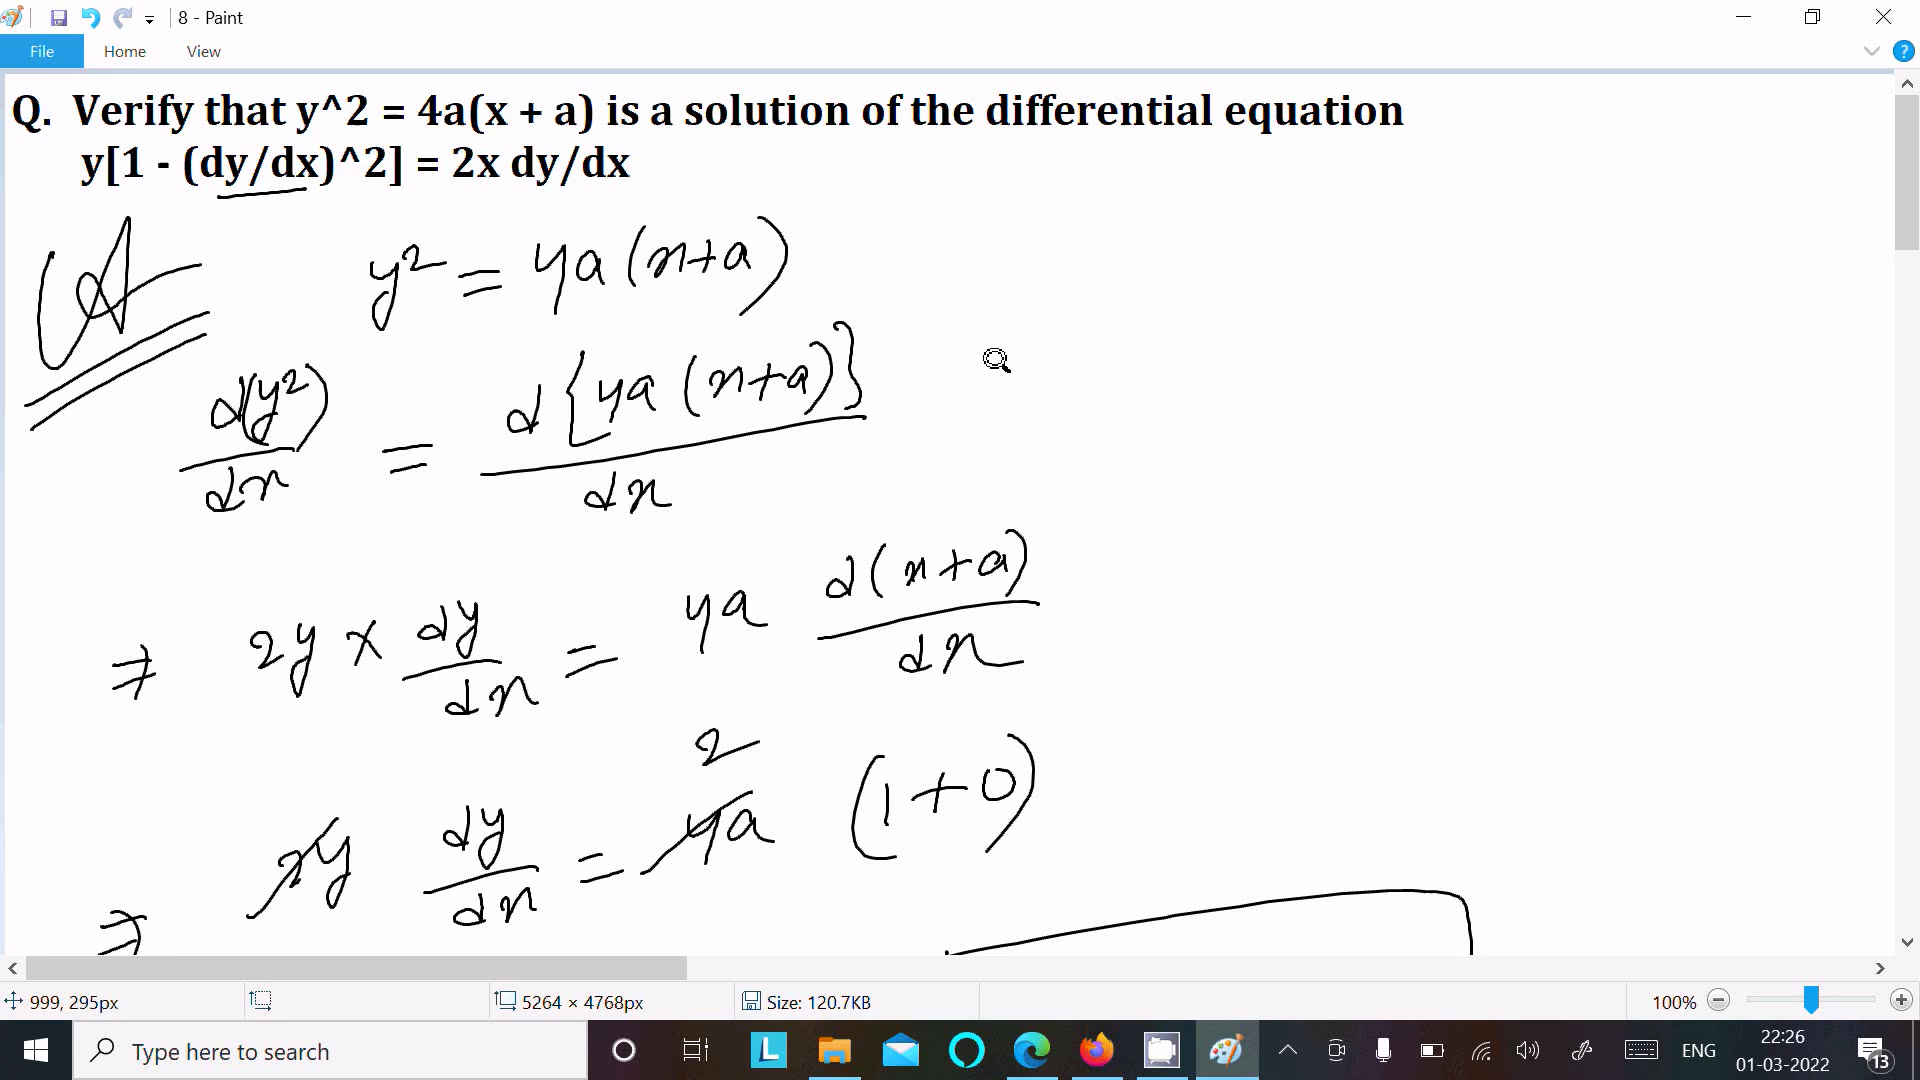 8 - Paint
File Home View
Q. Verify that y^2 = 4a(x + a) is a solution of the differential equation
y[1 - (dy/dx)^2] = 2x dy/dx
A
y² = 4a (x+a)
d(y²)/dx = d{4a (x+a)}/dx
⇒ 2y × dy/dx = 4a d(x+a)/dx
2
2y dy/dx = 4a (1+0)
⇒
999, 295px 5264 × 4768px Size: 120.7KB 100%
Type here to search
L
ENG
22:26
01-03-2022
13